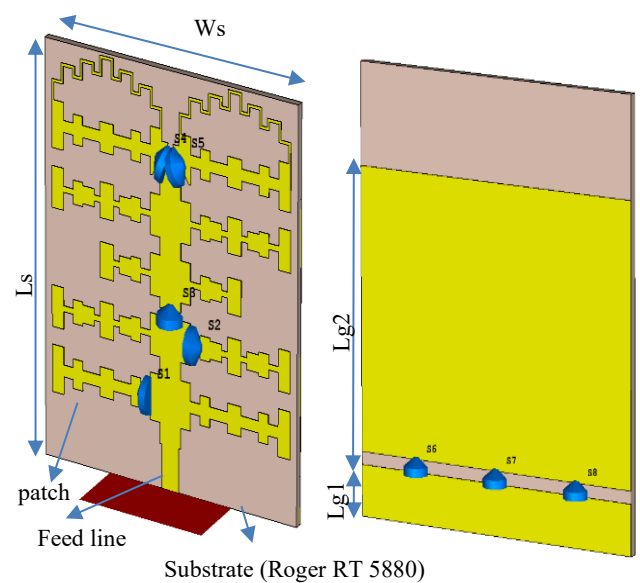 Ws
S4
S5
Ls
S3
S2
S1
Lg2
S6
S7
S8
Lg1
patch
Feed line
Substrate (Roger RT 5880)